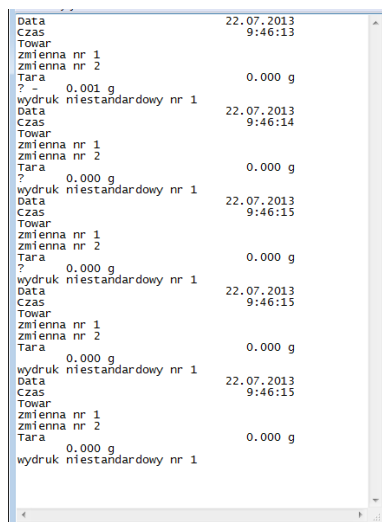 Data 22.07.2013
Czas 9:46:13
Towar
zmienna nr 1
zmienna nr 2
Tara 0.000 g
? - 0.001 g
wydruk niestandardowy nr 1
Data 22.07.2013
Czas 9:46:14
Towar
zmienna nr 1
zmienna nr 2
Tara 0.000 g
? 0.000 g
wydruk niestandardowy nr 1
Data 22.07.2013
Czas 9:46:15
Towar
zmienna nr 1
zmienna nr 2
Tara 0.000 g
? 0.000 g
wydruk niestandardowy nr 1
Data 22.07.2013
Czas 9:46:15
Towar
zmienna nr 1
zmienna nr 2
Tara 0.000 g
0.000 g
wydruk niestandardowy nr 1
Data 22.07.2013
Czas 9:46:15
Towar
zmienna nr 1
zmienna nr 2
Tara 0.000 g
0.000 g
wydruk niestandardowy nr 1